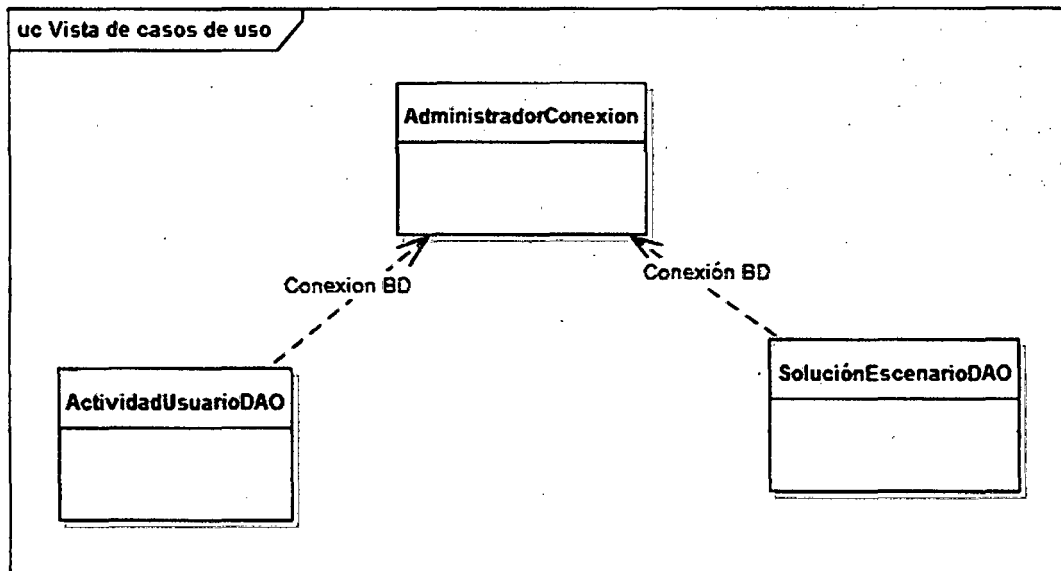 uc Vista de casos de uso
AdministradorConexion
Conexion BD
Conexión BD
ActividadUsuarioDAO
SoluciónEscenarioDAO